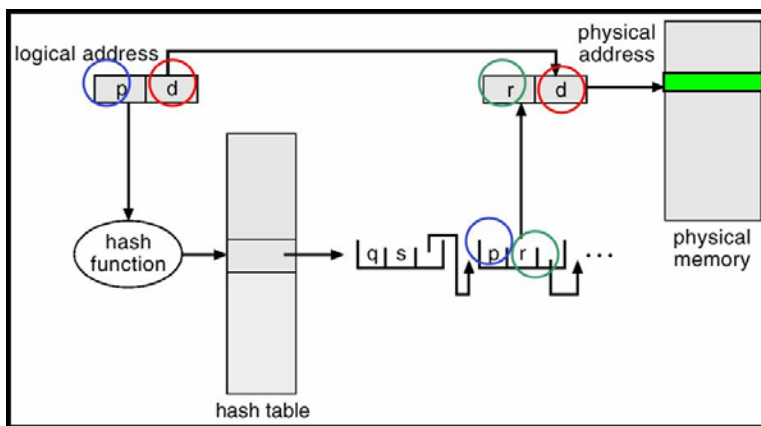 logical address
p d
physical
address
r d
hash
function
q s
p r
...
physical
memory
hash table